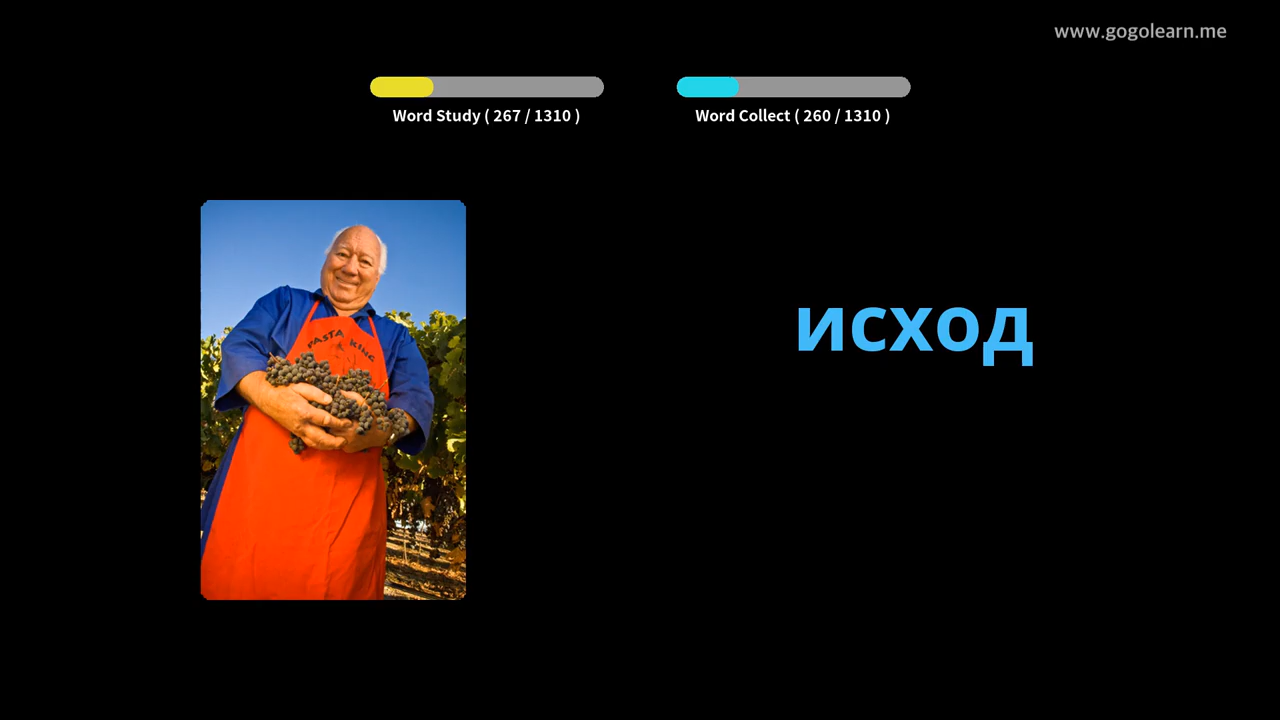 www.gogolearn.me
Word Study ( 267 / 1310 )
Word Collect ( 260 / 1310 )
PASTA KING
исход